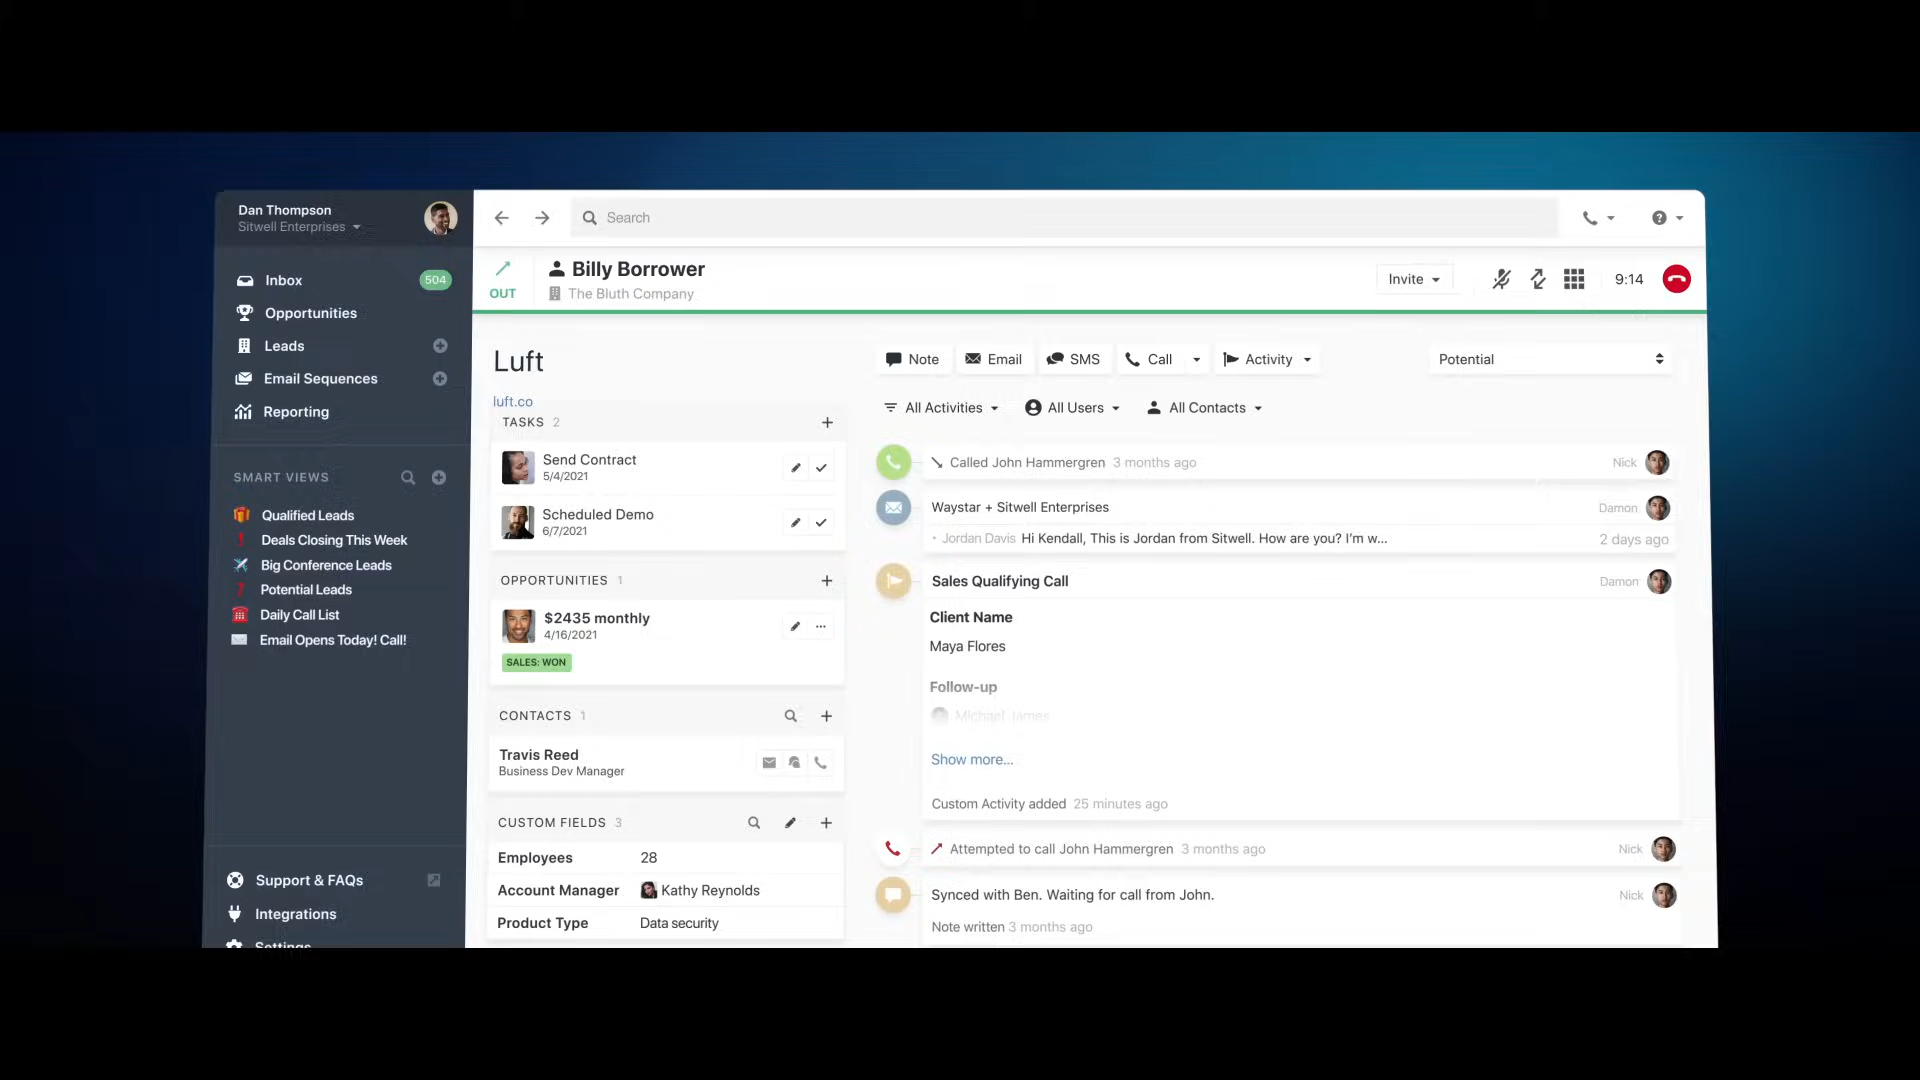 Dan Thompson
Sitwell Enterprises
Search
Inbox 504
Opportunities
Leads
Email Sequences
Reporting
SMART VIEWS
Qualified Leads
Deals Closing This Week
Big Conference Leads
Potential Leads
Daily Call List
Email Opens Today! Call!
Support & FAQs
Integrations
Settings
OUT
Billy Borrower
The Bluth Company
Invite
9:14
Luft
luft.co
TASKS 2
Send Contract
5/4/2021
Scheduled Demo
6/7/2021
OPPORTUNITIES 1
$2435 monthly
4/16/2021
SALES: WON
CONTACTS 1
Travis Reed
Business Dev Manager
CUSTOM FIELDS 3
Employees 28
Account Manager Kathy Reynolds
Product Type Data security
Note Email SMS Call Activity
Potential
All Activities All Users All Contacts
Called John Hammergren 3 months ago Nick
Waystar + Sitwell Enterprises Damon
Jordan Davis Hi Kendall, This is Jordan from Sitwell. How are you? I'm w... 2 days ago
Sales Qualifying Call Damon
Client Name
Maya Flores
Follow-up
Michael James
Show more...
Custom Activity added 25 minutes ago
Attempted to call John Hammergren 3 months ago Nick
Synced with Ben. Waiting for call from John. Nick
Note written 3 months ago